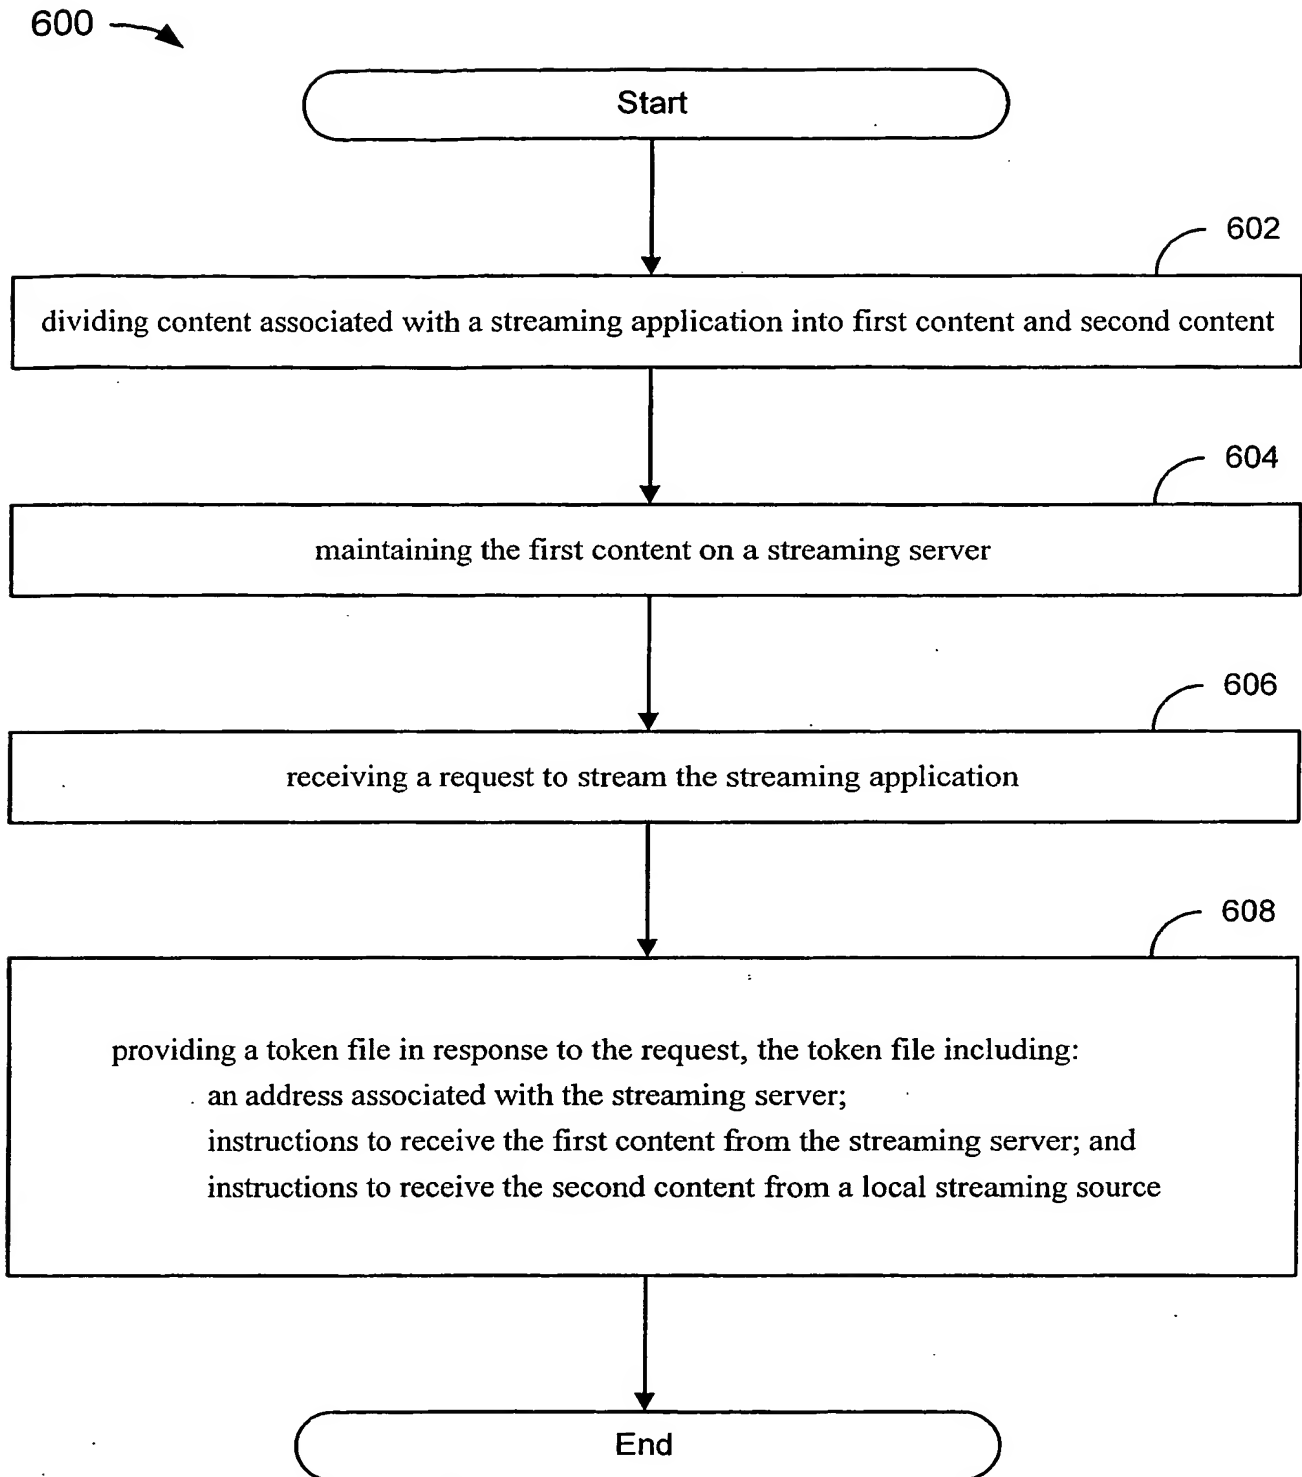 600
Start
602
dividing content associated with a streaming application into first content and second content
604
maintaining the first content on a streaming server
606
receiving a request to stream the streaming application
608
providing a token file in response to the request, the token file including:
an address associated with the streaming server;
instructions to receive the first content from the streaming server; and
instructions to receive the second content from a local streaming source
End